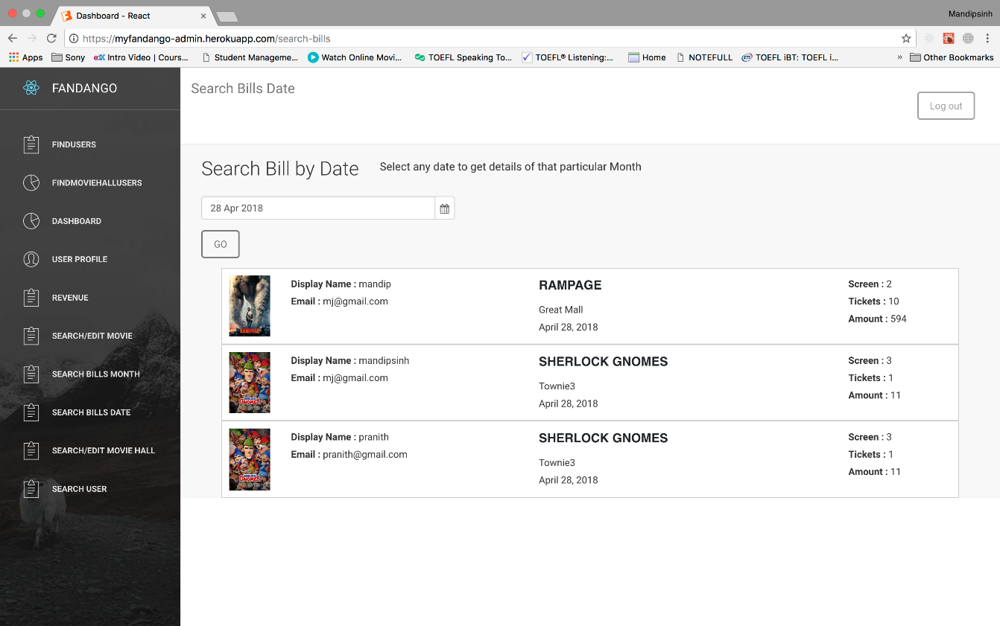 Dashboard - React
Mandipsinh
https://myfandango-admin.herokuapp.com/search-bills
Apps Sony edX Intro Video | Cours... Student Manageme... Watch Online Movi... TOEFL Speaking To... TOEFL® Listening:... Home NOTEFULL ETS TOEFL iBT: TOEFL i... » Other Bookmarks
FANDANGO
FINDUSERS
FINDMOVIEHALLUSERS
DASHBOARD
USER PROFILE
REVENUE
SEARCH/EDIT MOVIE
SEARCH BILLS MONTH
SEARCH BILLS DATE
SEARCH/EDIT MOVIE HALL
SEARCH USER
Search Bills Date
Log out
Search Bill by Date
Select any date to get details of that particular Month
28 Apr 2018
GO
RAMPAGE
Display Name : mandip
Email : mj@gmail.com
RAMPAGE
Great Mall
April 28, 2018
Screen : 2
Tickets : 10
Amount : 594
GNOMES
Display Name : mandipsinh
Email : mj@gmail.com
SHERLOCK GNOMES
Townie3
April 28, 2018
Screen : 3
Tickets : 1
Amount : 11
GNOMES
Display Name : pranith
Email : pranith@gmail.com
SHERLOCK GNOMES
Townie3
April 28, 2018
Screen : 3
Tickets : 1
Amount : 11